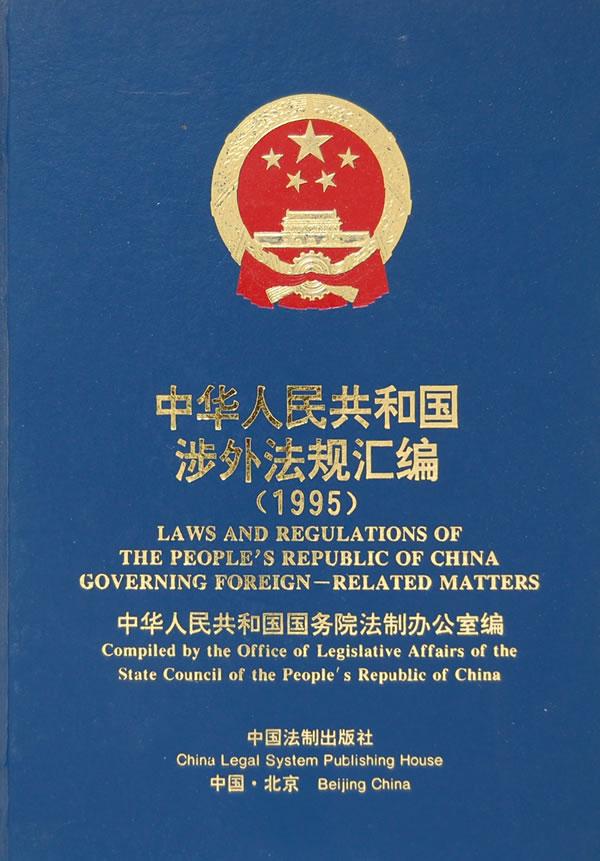 中华人民共和国
涉外法规汇编
（1995）
LAWS AND REGULATIONS OF
THE PEOPLE'S REPUBLIC OF CHINA
GOVERNING FOREIGN－RELATED MATTERS
中华人民共和国国务院法制办公室编
Compiled by the Office of Legislative Affairs of the
State Council of the People's Republic of China
中国法制出版社
China Legal System Publishing House
中国·北京 Beijing China